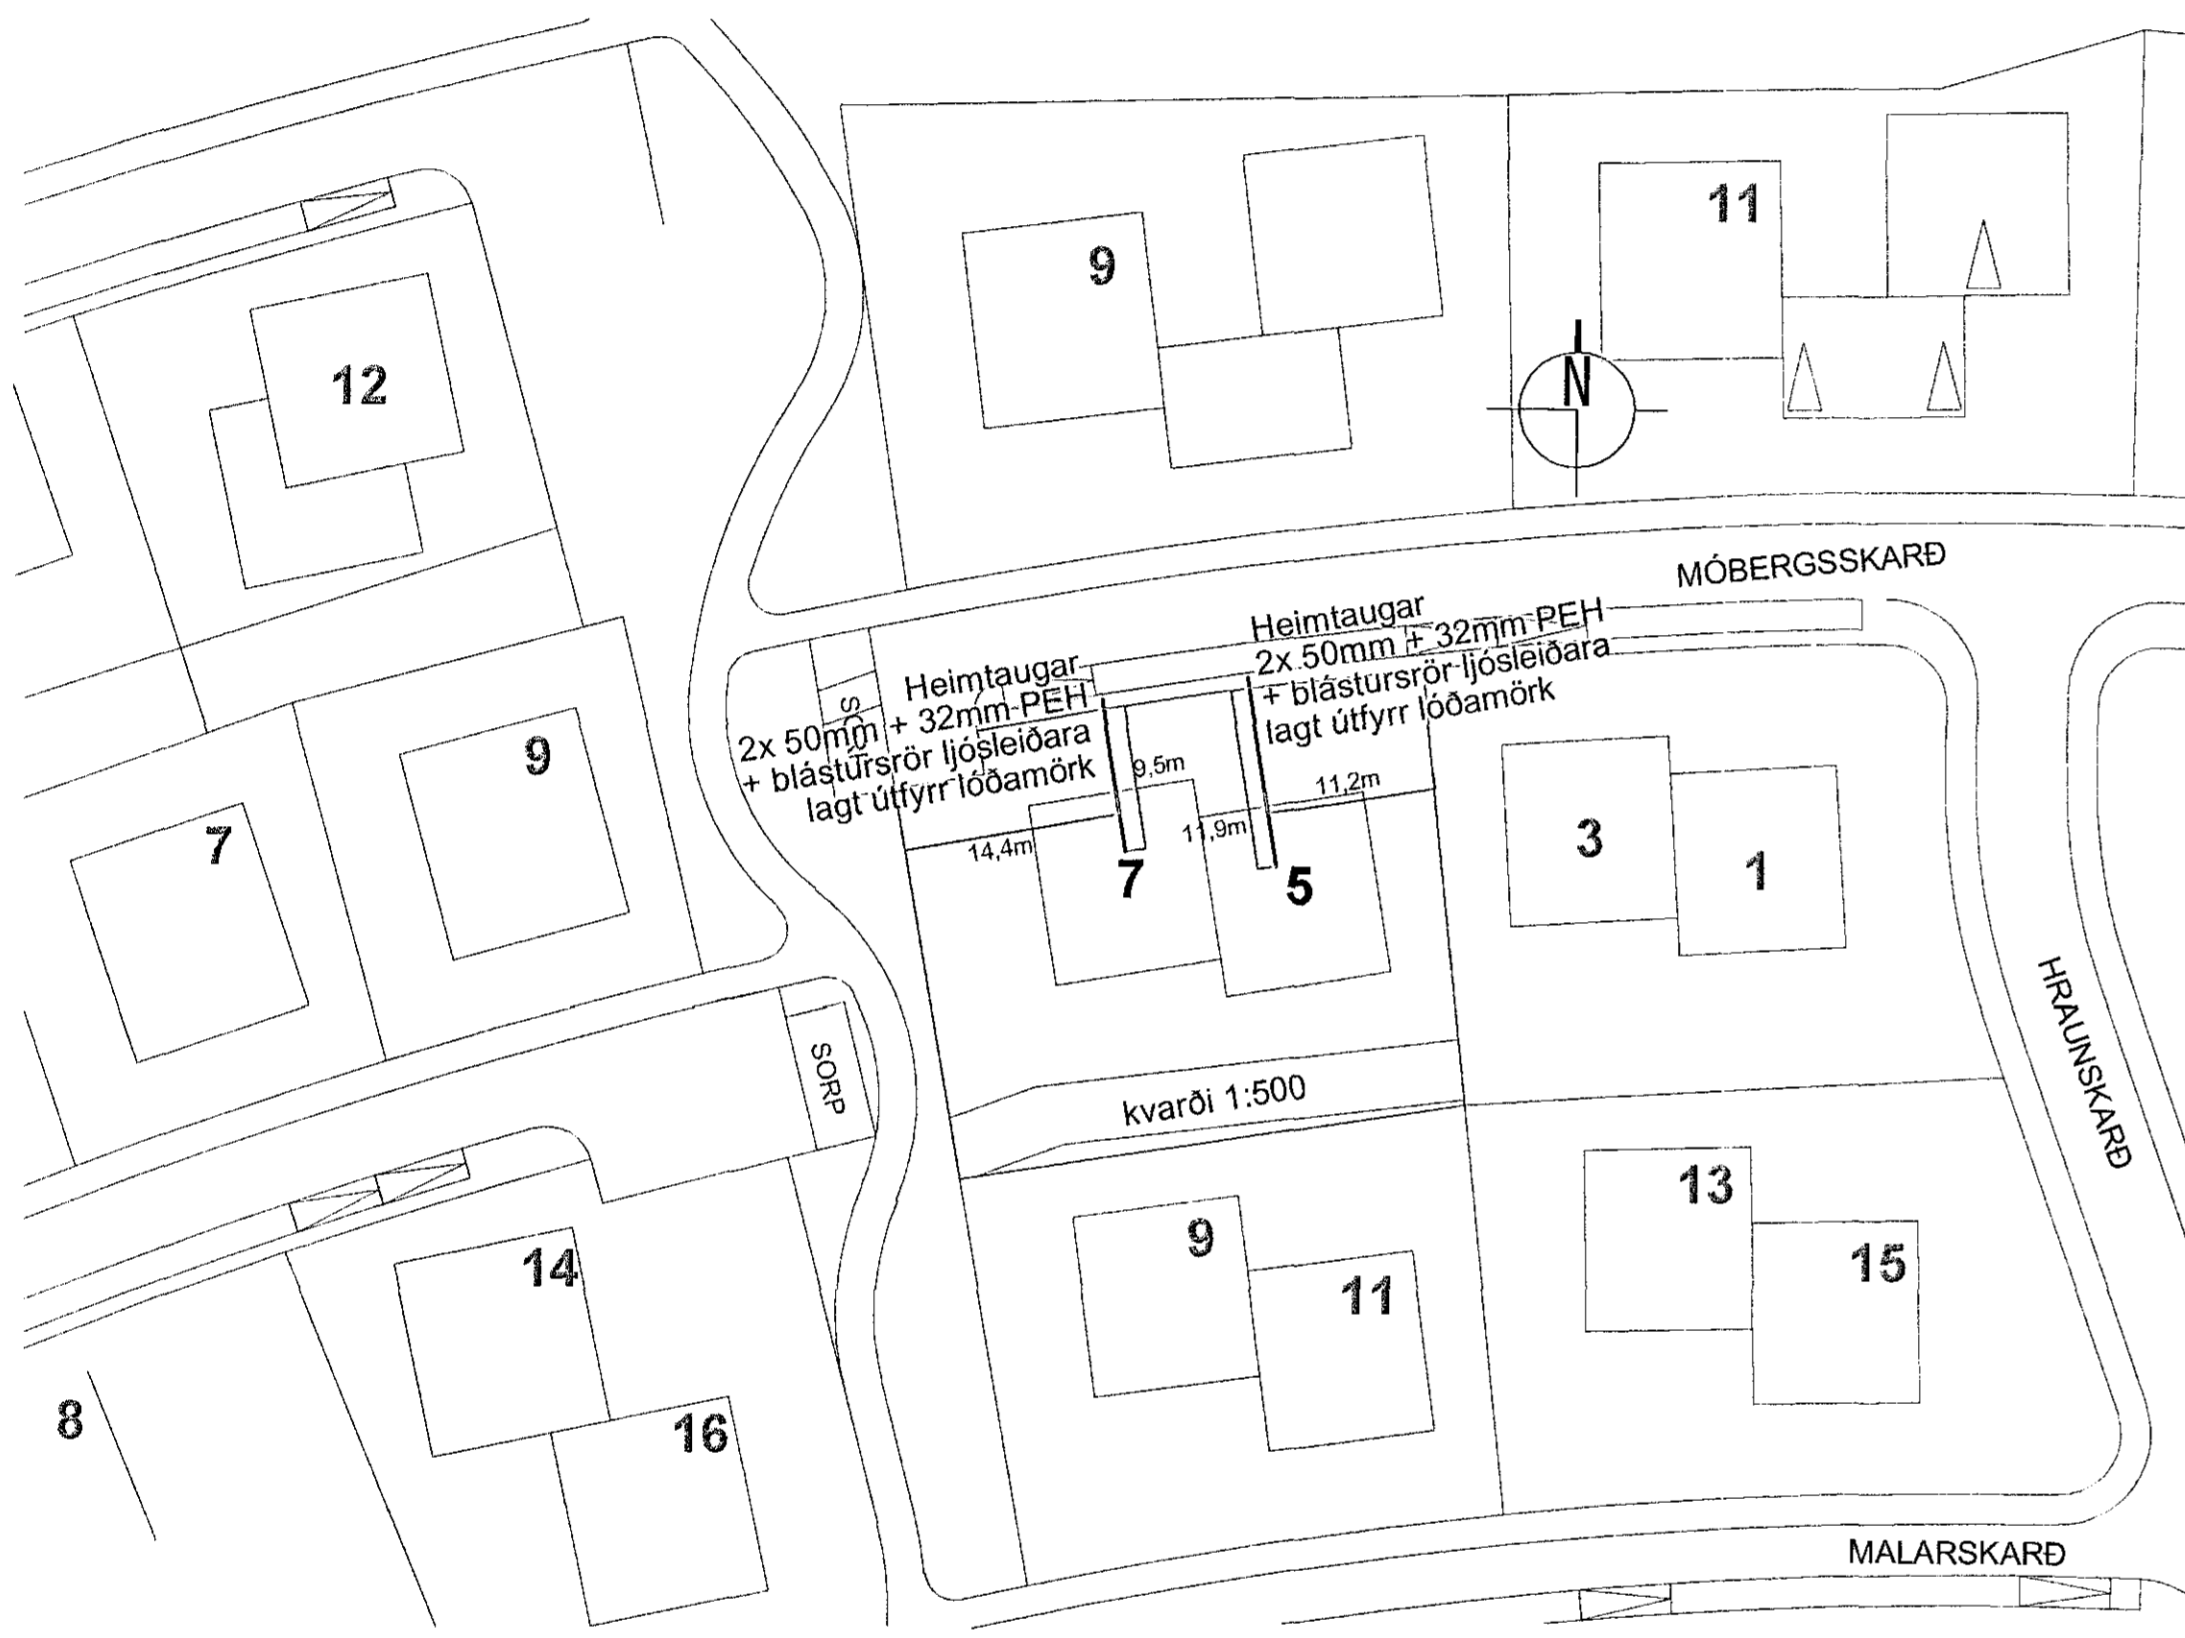 12
9
11
N
MÓBERGSSKARÐ
Heimtaugar
2x 50mm + 32mm PEH
+ blástursrör ljósleiðara
lagt útfyrr lóðamörk
Heimtaugar
2x 50mm + 32mm PEH
+ blástursrör ljósleiðara
lagt útfyrr lóðamörk
9,5m
11,2m
11,9m
14,4m
7
9
7
5
3
1
HRAUNSKARÐ
SORP
kvarði 1:500
9
11
13
15
14
16
8
MALARSKARÐ